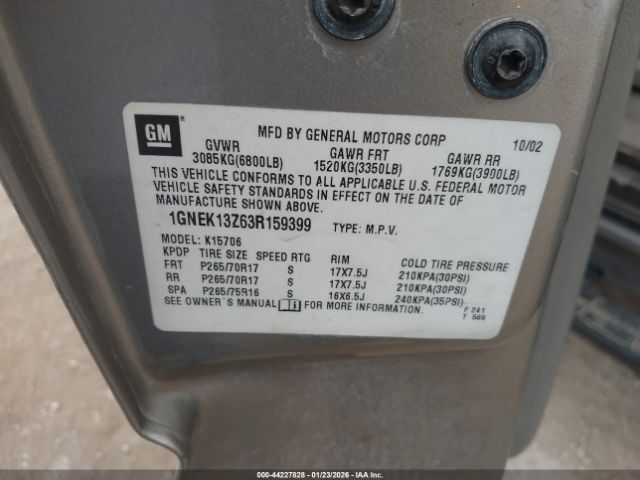 GM
MFD BY GENERAL MOTORS CORP 10/02
GVWR GAWR FRT GAWR RR
3085KG(6800LB) 1520KG(3350LB) 1769KG(3900LB)
THIS VEHICLE CONFORMS TO ALL APPLICABLE U.S. FEDERAL MOTOR
VEHICLE SAFETY STANDARDS IN EFFECT ON THE DATE OF
MANUFACTURE SHOWN ABOVE.
1GNEK13Z63R159399 TYPE: M.P.V.
MODEL: K15706
KPDP TIRE SIZE SPEED RTG RIM COLD TIRE PRESSURE
FRT P265/70R17 S 17X7.5J 210KPA(30PSI)
RR P265/70R17 S 17X7.5J 210KPA(30PSI)
SPA P265/75R16 S 16X6.5J 240KPA(35PSI)
SEE OWNER'S MANUAL FOR MORE INFORMATION.
F 241
T 568
000-44227828 - 01/23/2026 - IAA Inc.